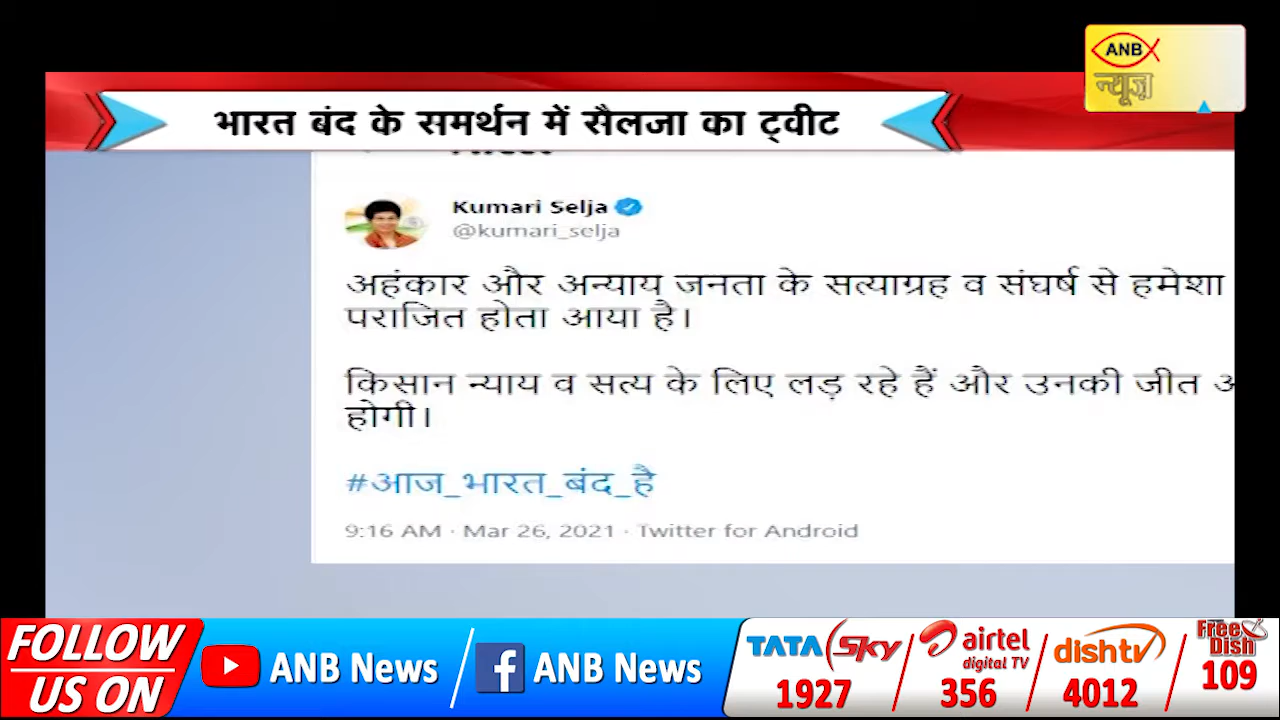 ANB
न्यूज़
भारत बंद के समर्थन में सैलजा का ट्वीट
Kumari Selja
@kumari_selja
अहंकार और अन्याय जनता के सत्याग्रह व संघर्ष से हमेशा
पराजित होता आया है।
किसान न्याय व सत्य के लिए लड़ रहे हैं और उनकी जीत
होगी।
#आज_भारत_बंद_है
9:16 AM · Mar 26, 2021 · Twitter for Android
FOLLOW
US ON
ANB News
ANB News
TATA Sky
1927
airtel
digital TV
356
dishtv
4012
Free
Dish
109